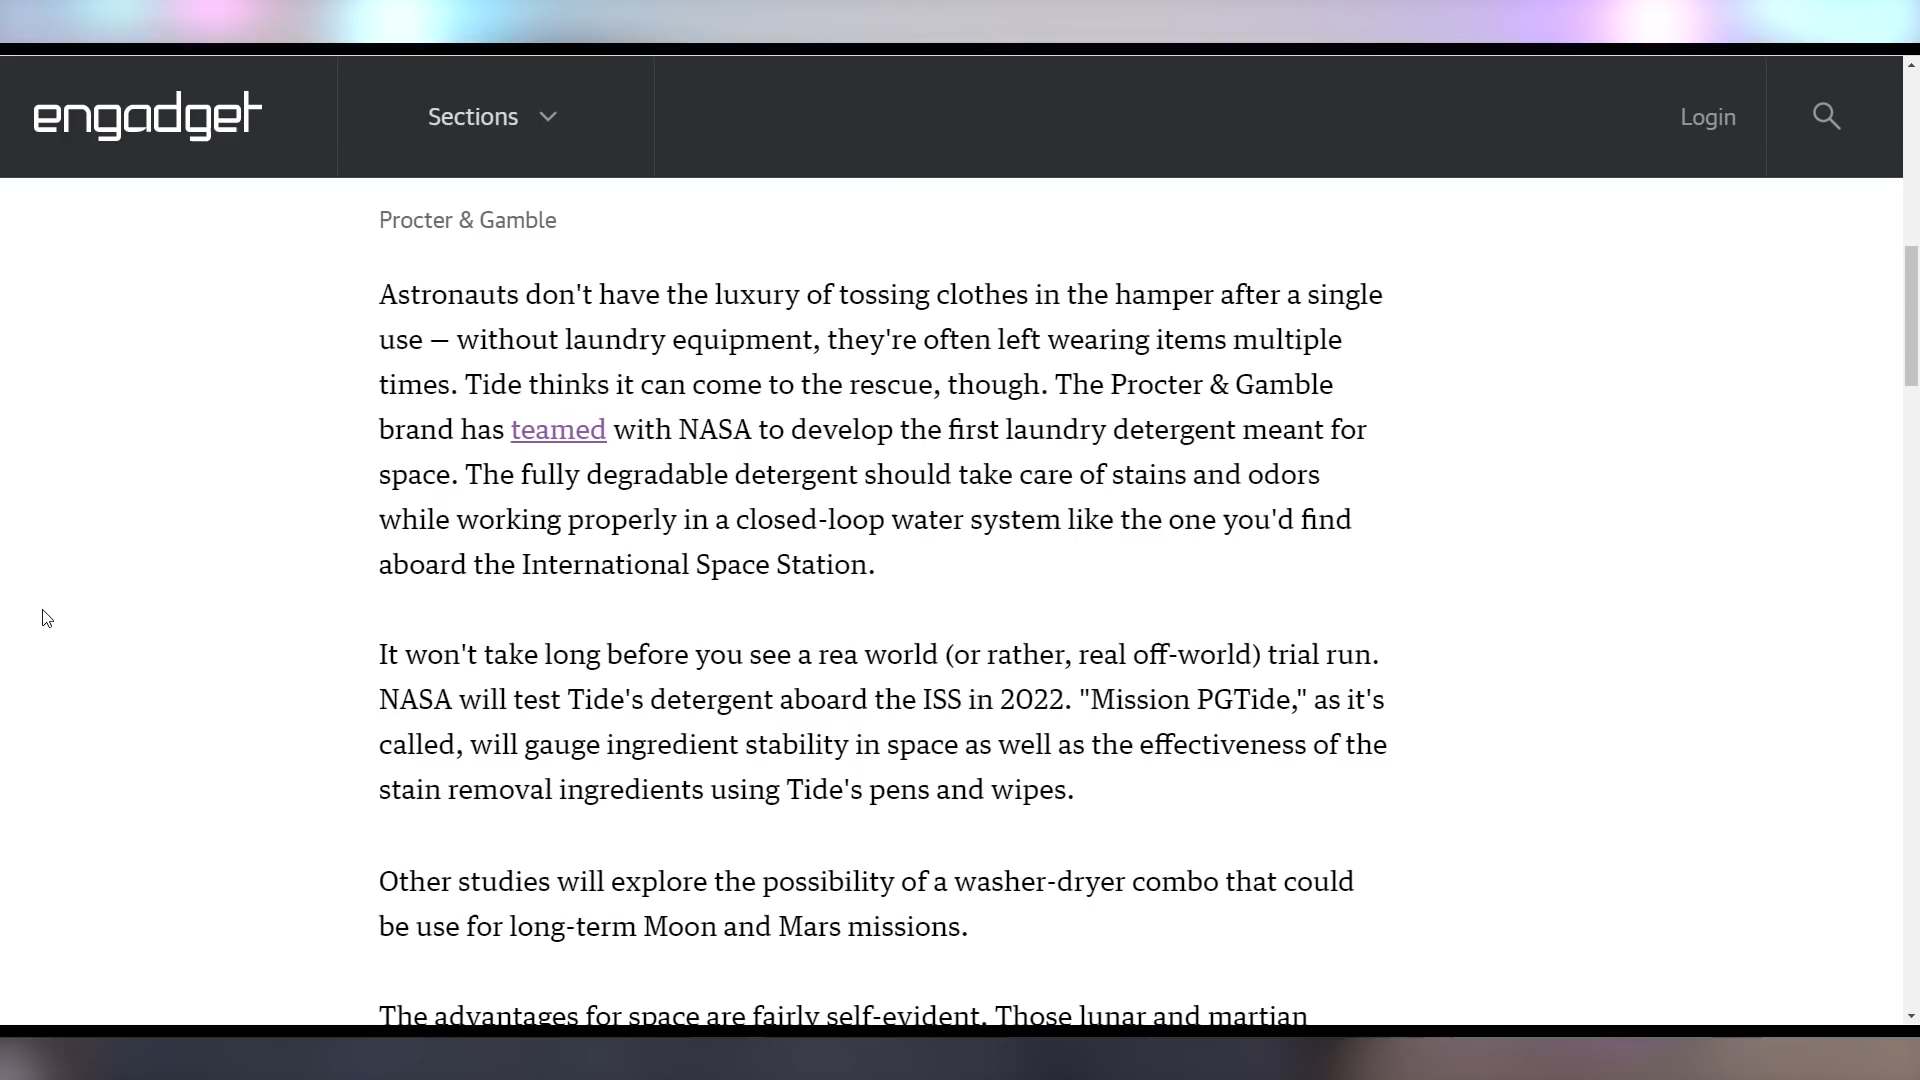 engadget
Sections
Login
Procter & Gamble
Astronauts don't have the luxury of tossing clothes in the hamper after a single
use — without laundry equipment, they're often left wearing items multiple
times. Tide thinks it can come to the rescue, though. The Procter & Gamble
brand has teamed with NASA to develop the first laundry detergent meant for
space. The fully degradable detergent should take care of stains and odors
while working properly in a closed-loop water system like the one you'd find
aboard the International Space Station.
It won't take long before you see a rea world (or rather, real off-world) trial run.
NASA will test Tide's detergent aboard the ISS in 2022. "Mission PGTide," as it's
called, will gauge ingredient stability in space as well as the effectiveness of the
stain removal ingredients using Tide's pens and wipes.
Other studies will explore the possibility of a washer-dryer combo that could
be use for long-term Moon and Mars missions.
The advantages for space are fairly self-evident. Those lunar and martian